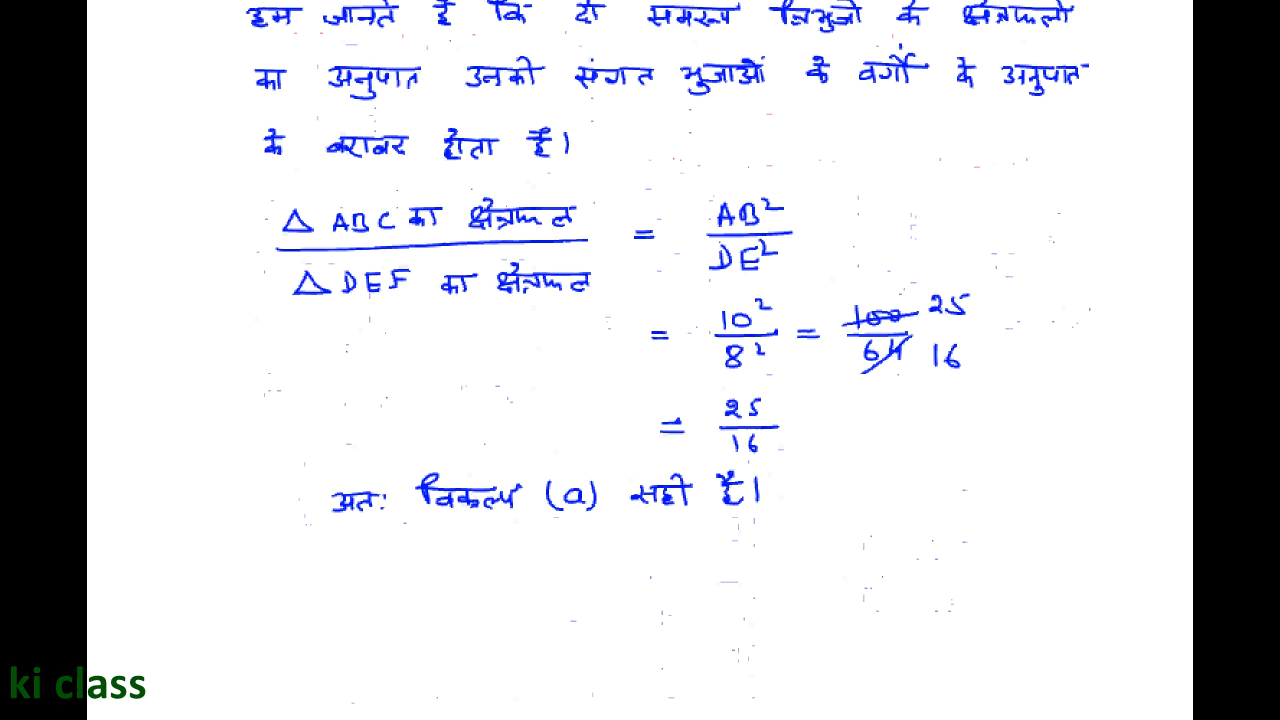 हम जानते हैं कि दो समरूप त्रिभुजों के क्षेत्रफलों
का अनुपात उनकी संगत भुजाओं के वर्गों के अनुपात
के बराबर होता है।
△ ABC का क्षेत्रफल / △ DEF का क्षेत्रफल = AB² / DE²
= 10² / 8² = 100 / 64 25 / 16
= 25 / 16
अतः विकल्प (a) सही है।
ki class